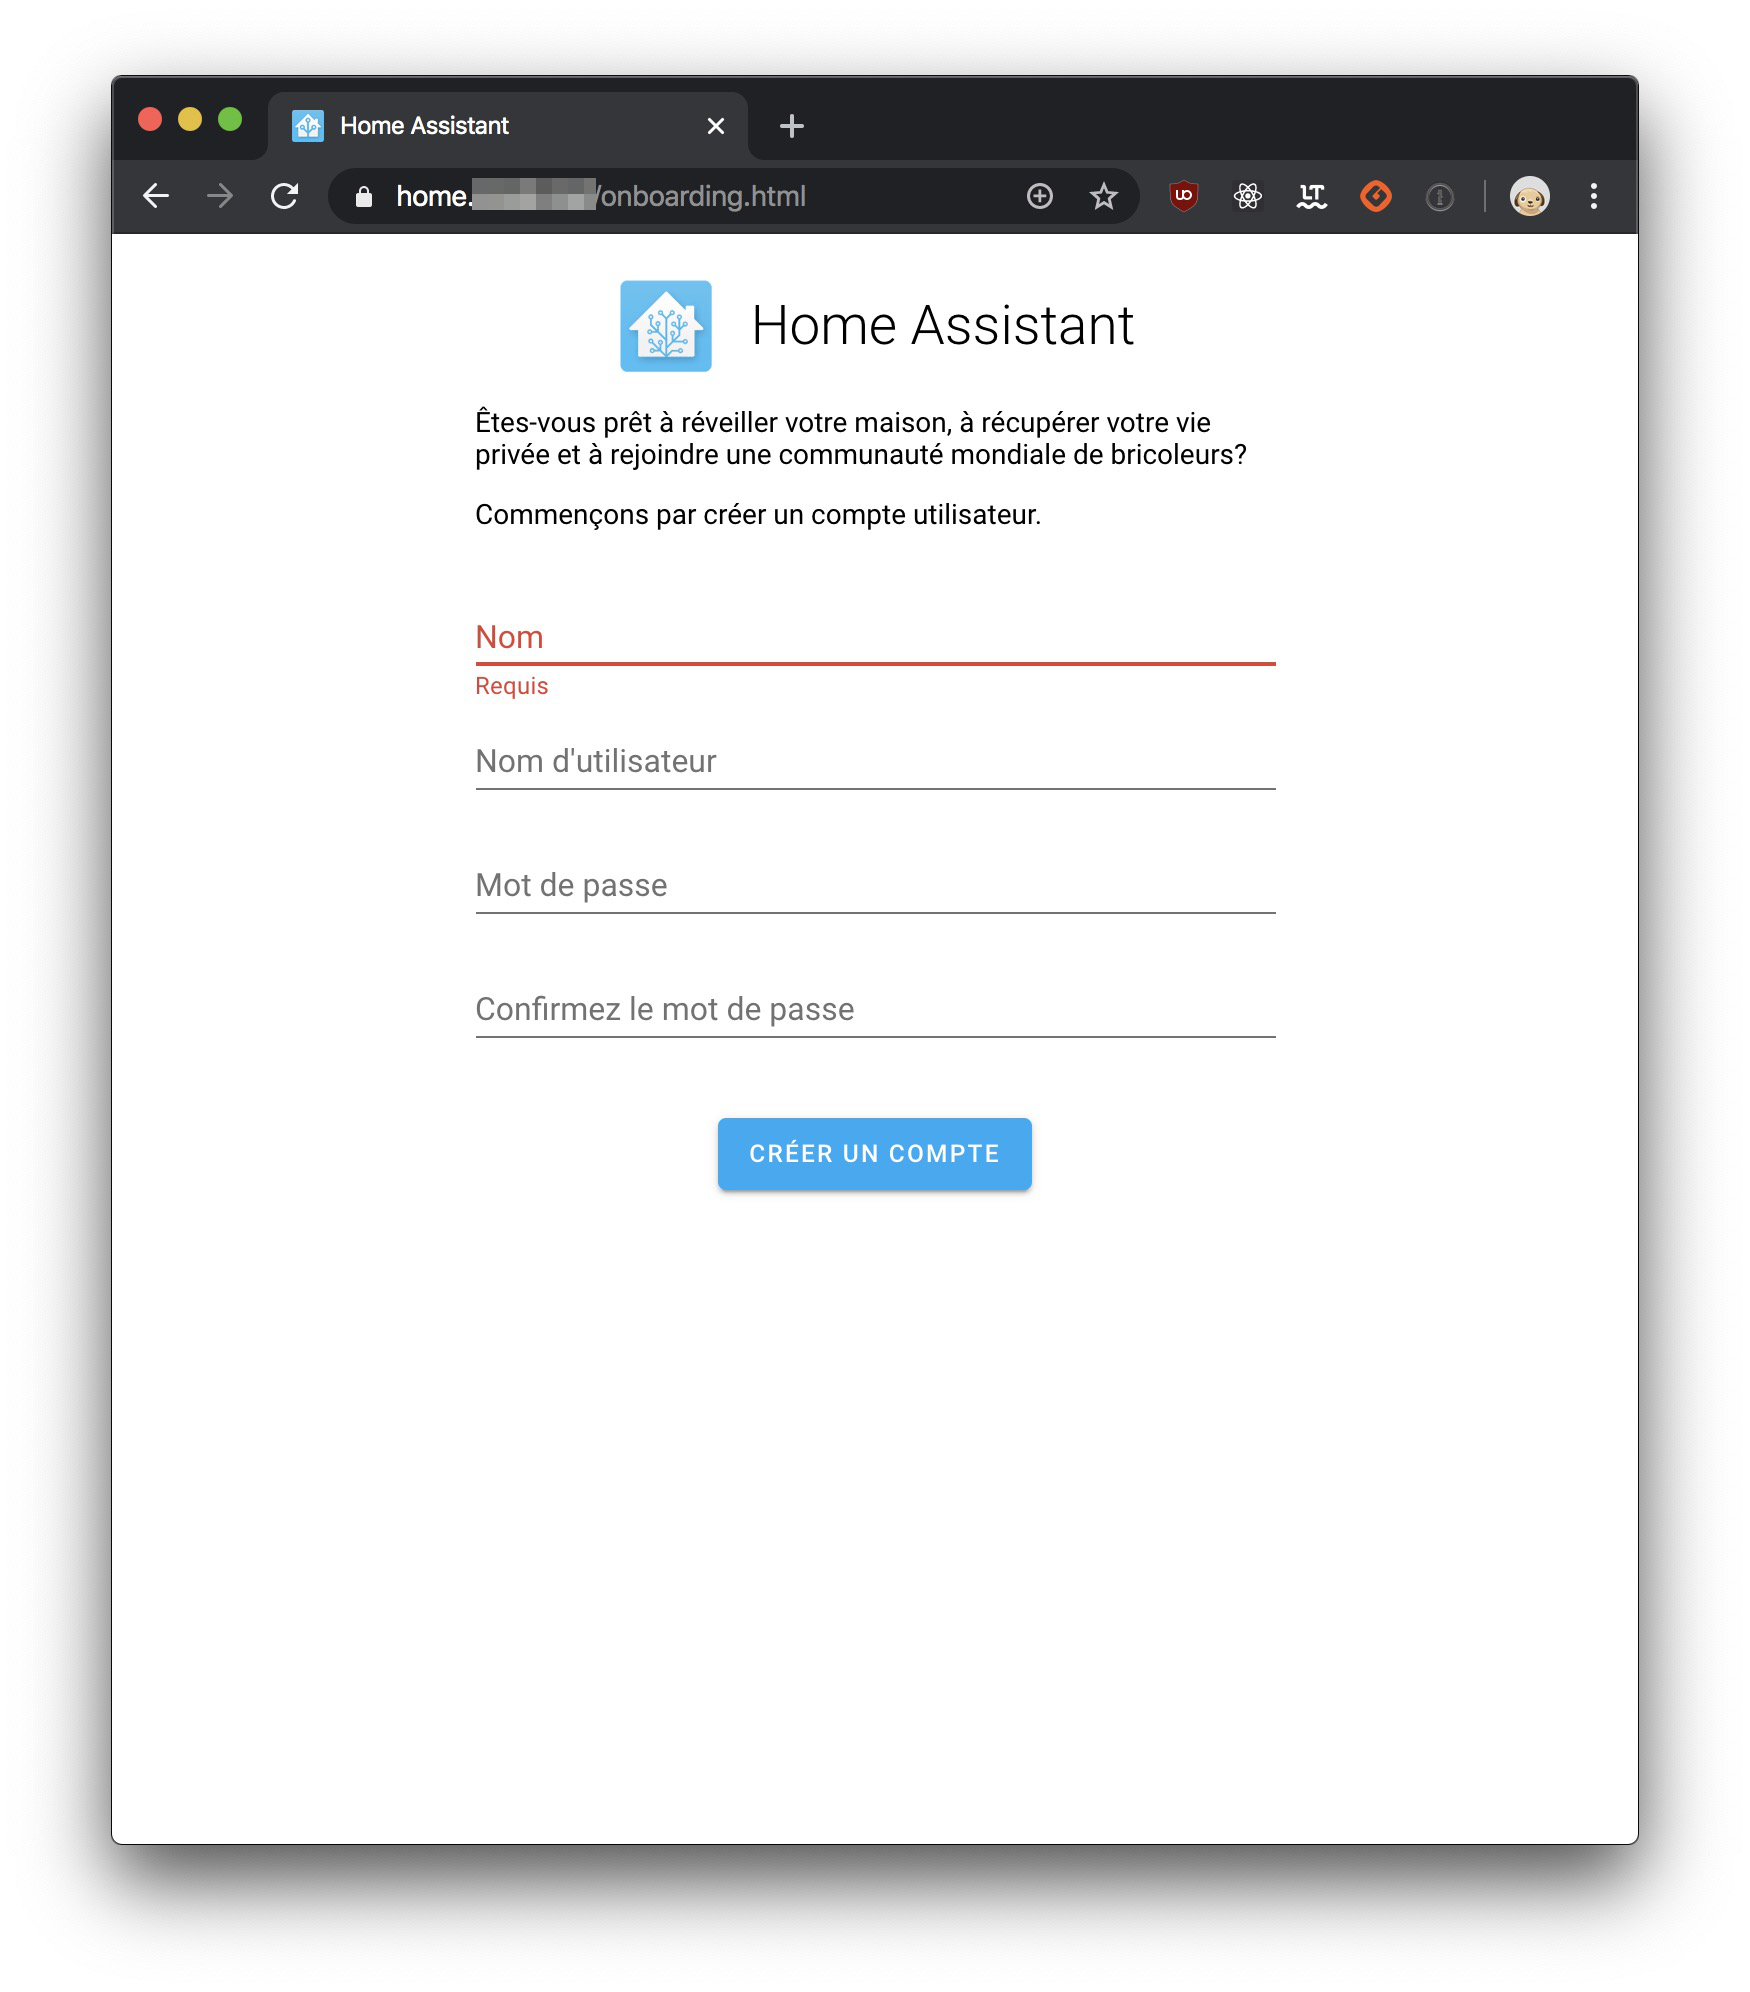 Home Assistant
home.
/onboarding.html
Home Assistant
Êtes-vous prêt à réveiller votre maison, à récupérer votre vie
privée et à rejoindre une communauté mondiale de bricoleurs?
Commençons par créer un compte utilisateur.
Nom
Requis
Nom d'utilisateur
Mot de passe
Confirmez le mot de passe
CRÉER UN COMPTE